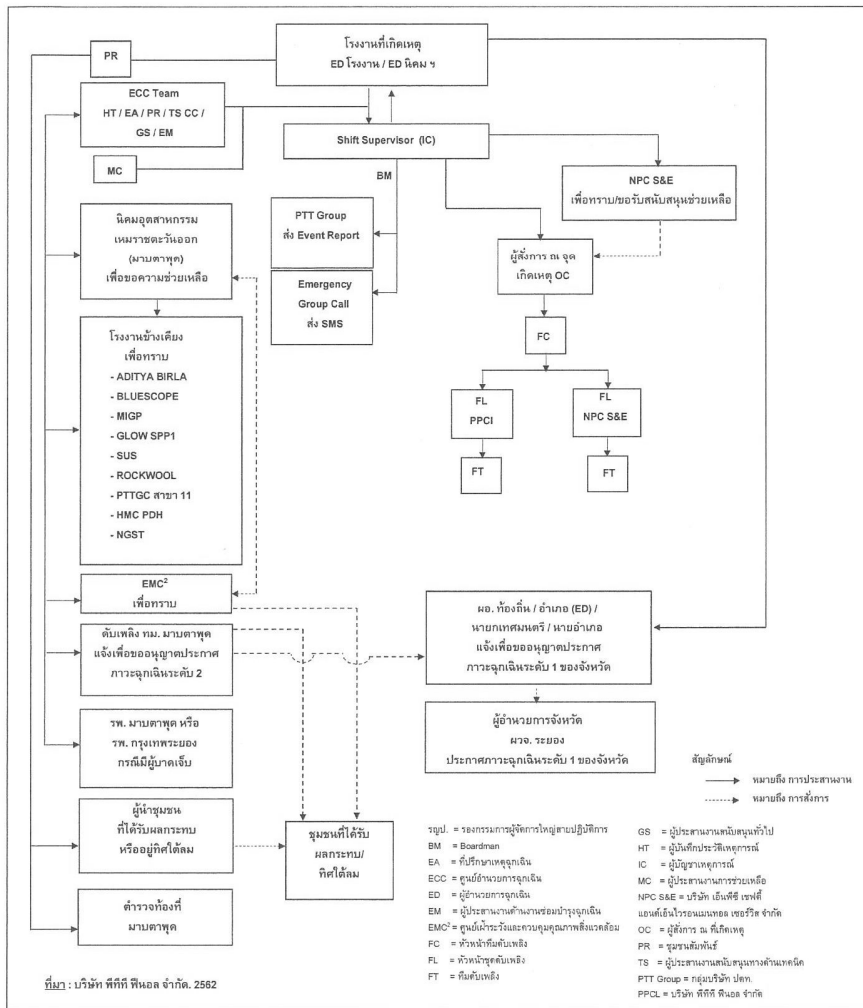 โรงงานที่เกิดเหตุ
ED โรงงาน / ED นิคม ฯ
PR
ECC Team
HT / EA / PR / TS CC /
GS / EM
Shift Supervisor (IC)
MC
BM
NPC S&E
เพื่อทราบ/ขอรับสนับสนุนช่วยเหลือ
นิคมอุตสาหกรรม
เหมราชตะวันออก
(มาบตาพุด)
เพื่อขอความช่วยเหลือ
PTT Group
ส่ง Event Report
ผู้สั่งการ ณ จุด
เกิดเหตุ OC
Emergency
Group Call
ส่ง SMS
โรงงานข้างเคียง
เพื่อทราบ
- ADITYA BIRLA
- BLUESCOPE
- MIGP
- GLOW SPP1
- SUS
- ROCKWOOL
- PTTGC สาขา 11
- HMC PDH
- NGST
FC
FL
PPCl
FL
NPC S&E
FT
FT
EMC²
เพื่อทราบ
ดับเพลิง ทม. มาบตาพุด
แจ้งเพื่อขออนุญาตประกาศ
ภาวะฉุกเฉินระดับ 2
ผอ. ท้องถิ่น / อำเภอ (ED) /
นายกเทศมนตรี / นายอำเภอ
แจ้งเพื่อขออนุญาตประกาศ
ภาวะฉุกเฉินระดับ 1 ของจังหวัด
รพ. มาบตาพุด หรือ
รพ. กรุงเทพระยอง
กรณีมีผู้บาดเจ็บ
ผู้อำนวยการจังหวัด
ผวจ. ระยอง
ประกาศภาวะฉุกเฉินระดับ 1 ของจังหวัด
ผู้นำชุมชน
ที่ได้รับผลกระทบ
หรืออยู่ทิศใต้ลม
ชุมชนที่ได้รับ
ผลกระทบ/
ทิศใต้ลม
ตำรวจท้องที่
มาบตาพุด
สัญลักษณ์
หมายถึง การประสานงาน
หมายถึง การสั่งการ
รญป. = รองกรรมการผู้จัดการใหญ่สายปฏิบัติการ
BM = Boardman
EA = ที่ปรึกษาเหตุฉุกเฉิน
ECC = ศูนย์อำนวยการฉุกเฉิน
ED = ผู้อำนวยการฉุกเฉิน
EM = ผู้ประสานงานด้านงานซ่อมบำรุงฉุกเฉิน
EMC² = ศูนย์เฝ้าระวังและควบคุมคุณภาพสิ่งแวดล้อม
FC = หัวหน้าทีมดับเพลิง
FL = หัวหน้าชุดดับเพลิง
FT = ทีมดับเพลิง
GS = ผู้ประสานงานสนับสนุนทั่วไป
HT = ผู้บันทึกประวัติเหตุการณ์
IC = ผู้บัญชาเหตุการณ์
MC = ผู้ประสานงานการช่วยเหลือ
NPC S&E = บริษัท เอ็นพีซี เซฟตี้
แอนด์เอ็นไวรอนเมนทอล เซอร์วิส จำกัด
OC = ผู้สั่งการ ณ ที่เกิดเหตุ
PR = ชุมชนสัมพันธ์
TS = ผู้ประสานงานสนับสนุนทางด้านเทคนิค
PTT Group = กลุ่มบริษัท ปตท.
PPCL = บริษัท พีทีที ฟีนอล จำกัด
ที่มา : บริษัท พีทีที ฟีนอล จำกัด. 2562